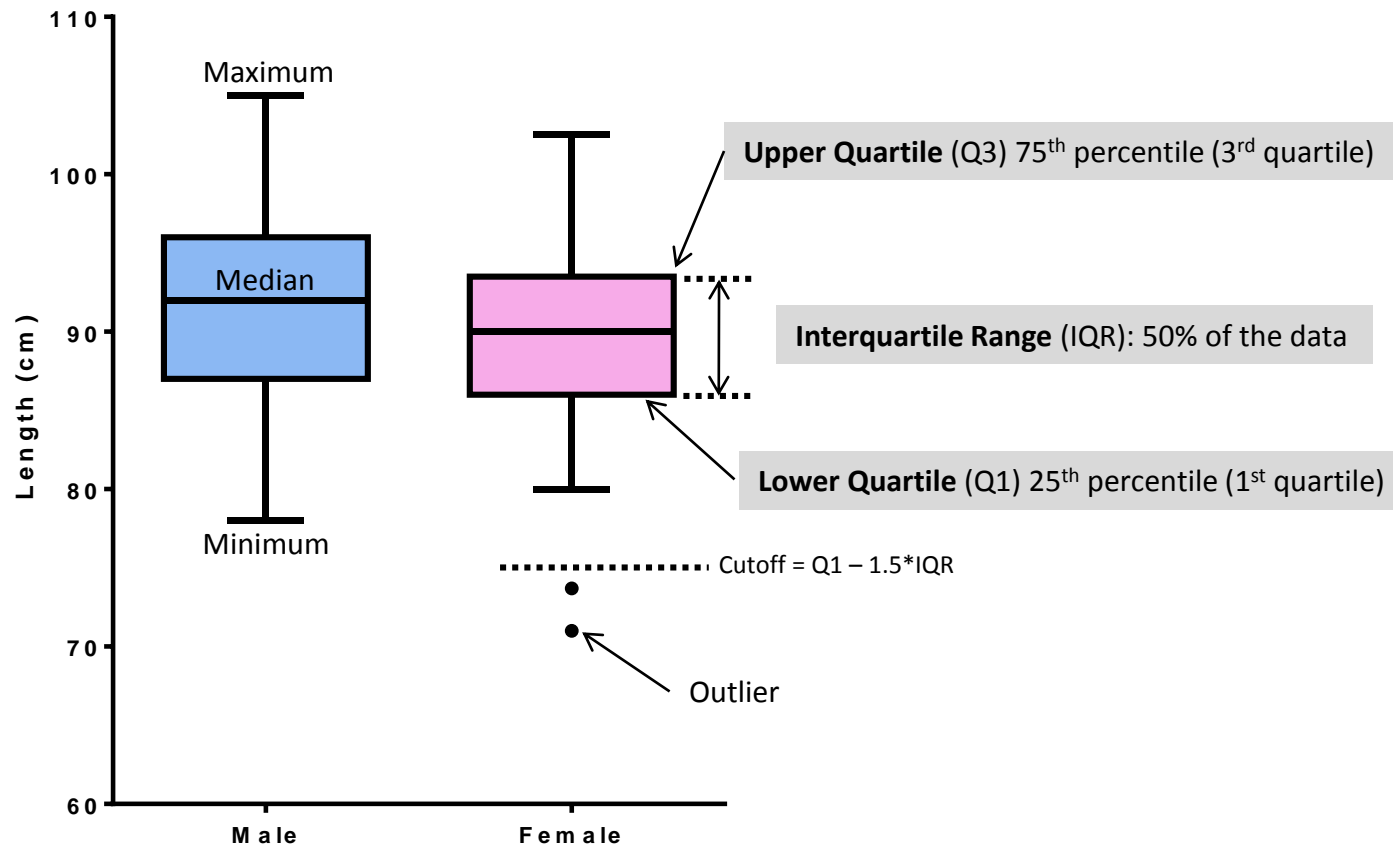 110
Maximum
Upper Quartile (Q3) 75th percentile (3rd quartile)
100
Median
Length (cm)
90
Interquartile Range (IQR): 50% of the data
Lower Quartile (Q1) 25th percentile (1st quartile)
80
Minimum
Cutoff = Q1 – 1.5*IQR
70
Outlier
60
Male
Female